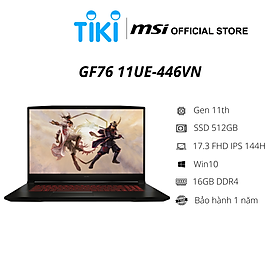 TIKI | msi OFFICIAL STORE
GF76 11UE-446VN
Gen 11th
SSD 512GB
17.3 FHD IPS 144H
Win10
16GB DDR4
Bảo hành 1 năm